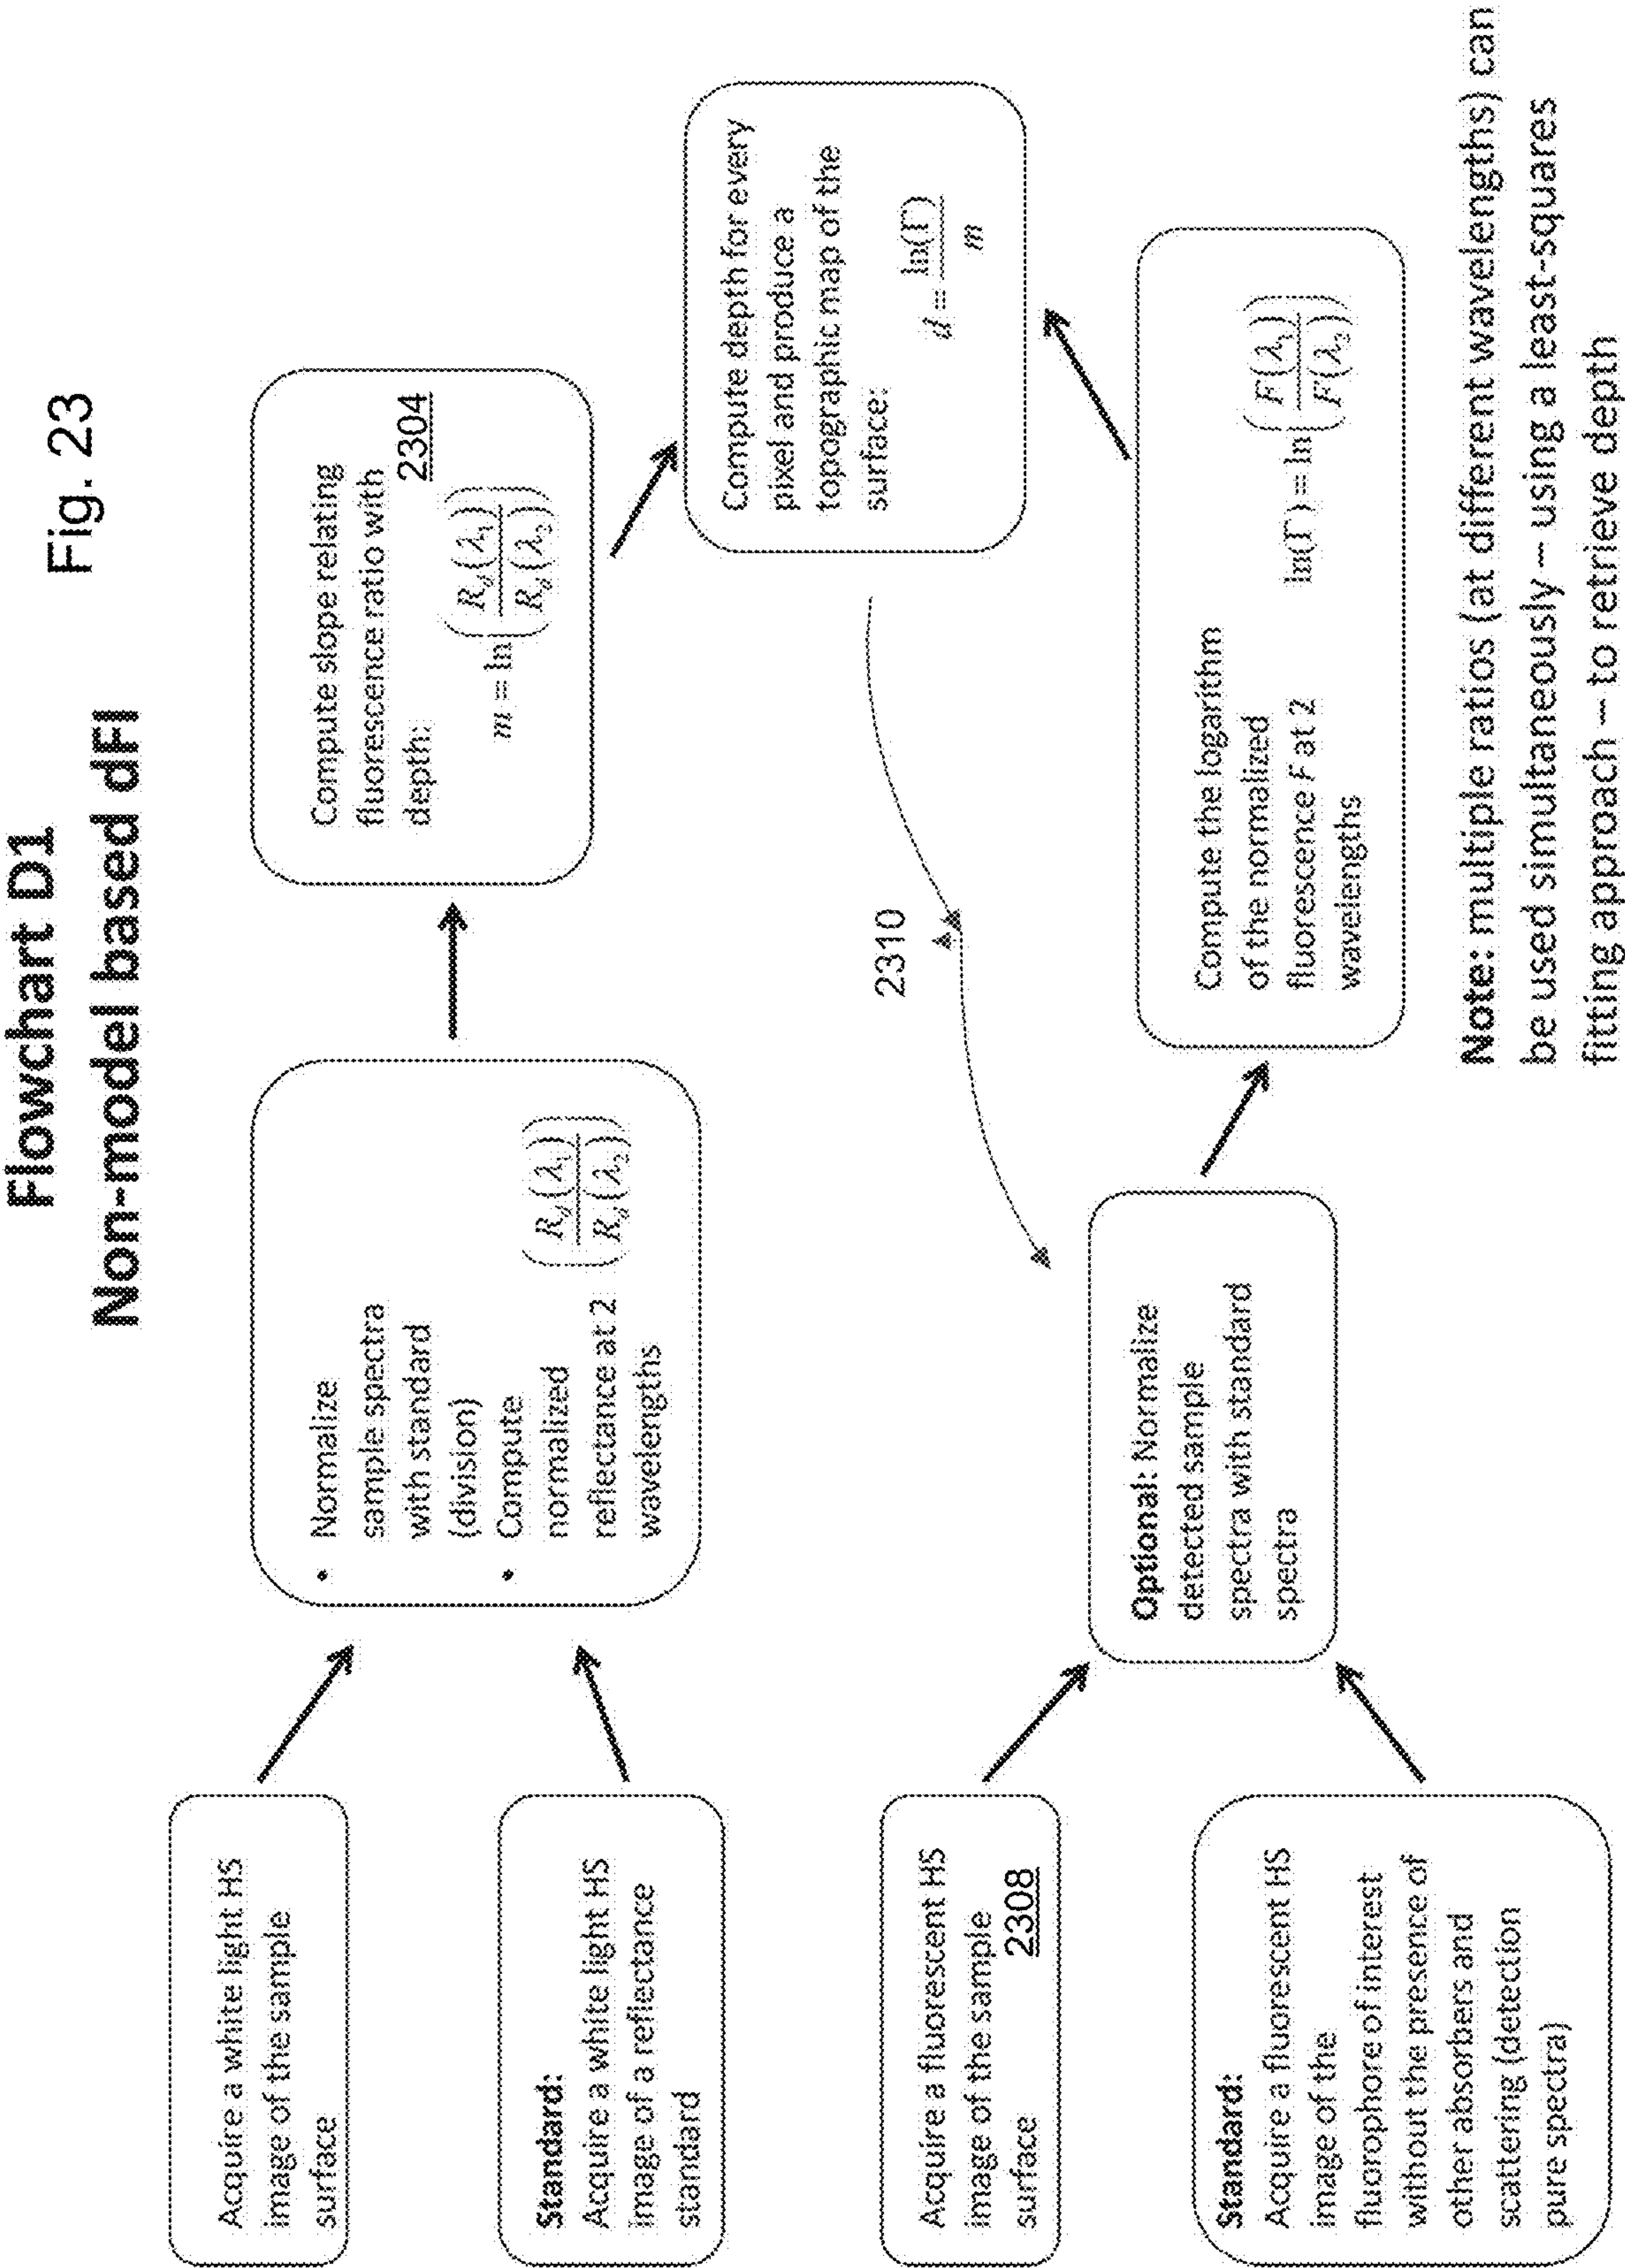 Flowchart D1
Non-model based dFI
Fig. 23
Acquire a white light HS
image of the sample
surface
Standard:
Acquire a white light HS
image of a reflectance
standard
• Normalize
sample spectra
with standard
(division)
• Compute
normalized
reflectance at 2
wavelengths
(R_d(λ₁) / R_d(λ₂))
Compute slope relating
fluorescence ratio with
depth:
2304
m = ln(R_d(λ₁) / R_d(λ₂))
Compute depth for every
pixel and produce a
topographic map of the
surface:
d = ln(Γ) / m
2310
Acquire a fluorescent HS
image of the sample
surface
2308
Standard:
Acquire a fluorescent HS
image of the
fluorophore of interest
without the presence of
other absorbers and
scattering (detection
pure spectra)
Optional: Normalize
detected sample
spectra with standard
spectra
Compute the logarithm
of the normalized
fluorescence F at 2
wavelengths
ln(Γ) = ln(F(λ₁) / F(λ₂))
Note: multiple ratios (at different wavelengths) can
be used simultaneously – using a least-squares
fitting approach – to retrieve depth